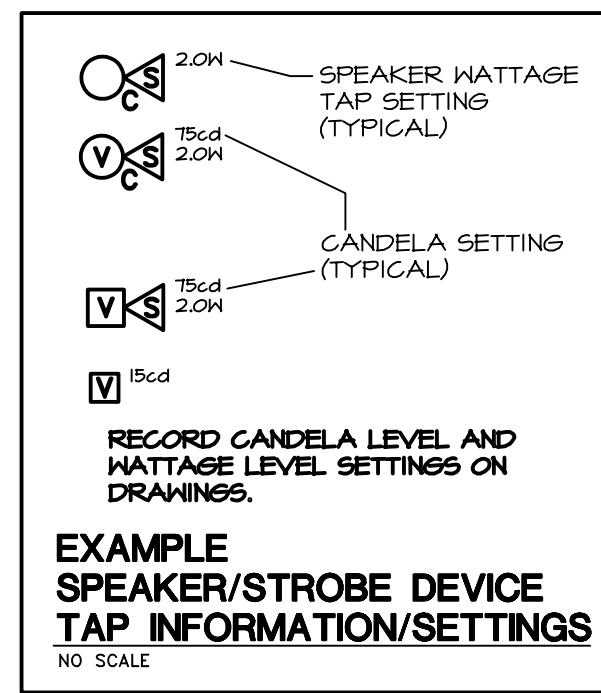 S 2.0W
C
SPEAKER WATTAGE
TAP SETTING
(TYPICAL)
75cd
V S 2.0W
C
CANDELA SETTING
(TYPICAL)
75cd
V S 2.0W
V 15cd
RECORD CANDELA LEVEL AND
WATTAGE LEVEL SETTINGS ON
DRAWINGS.
EXAMPLE
SPEAKER/STROBE DEVICE
TAP INFORMATION/SETTINGS
NO SCALE